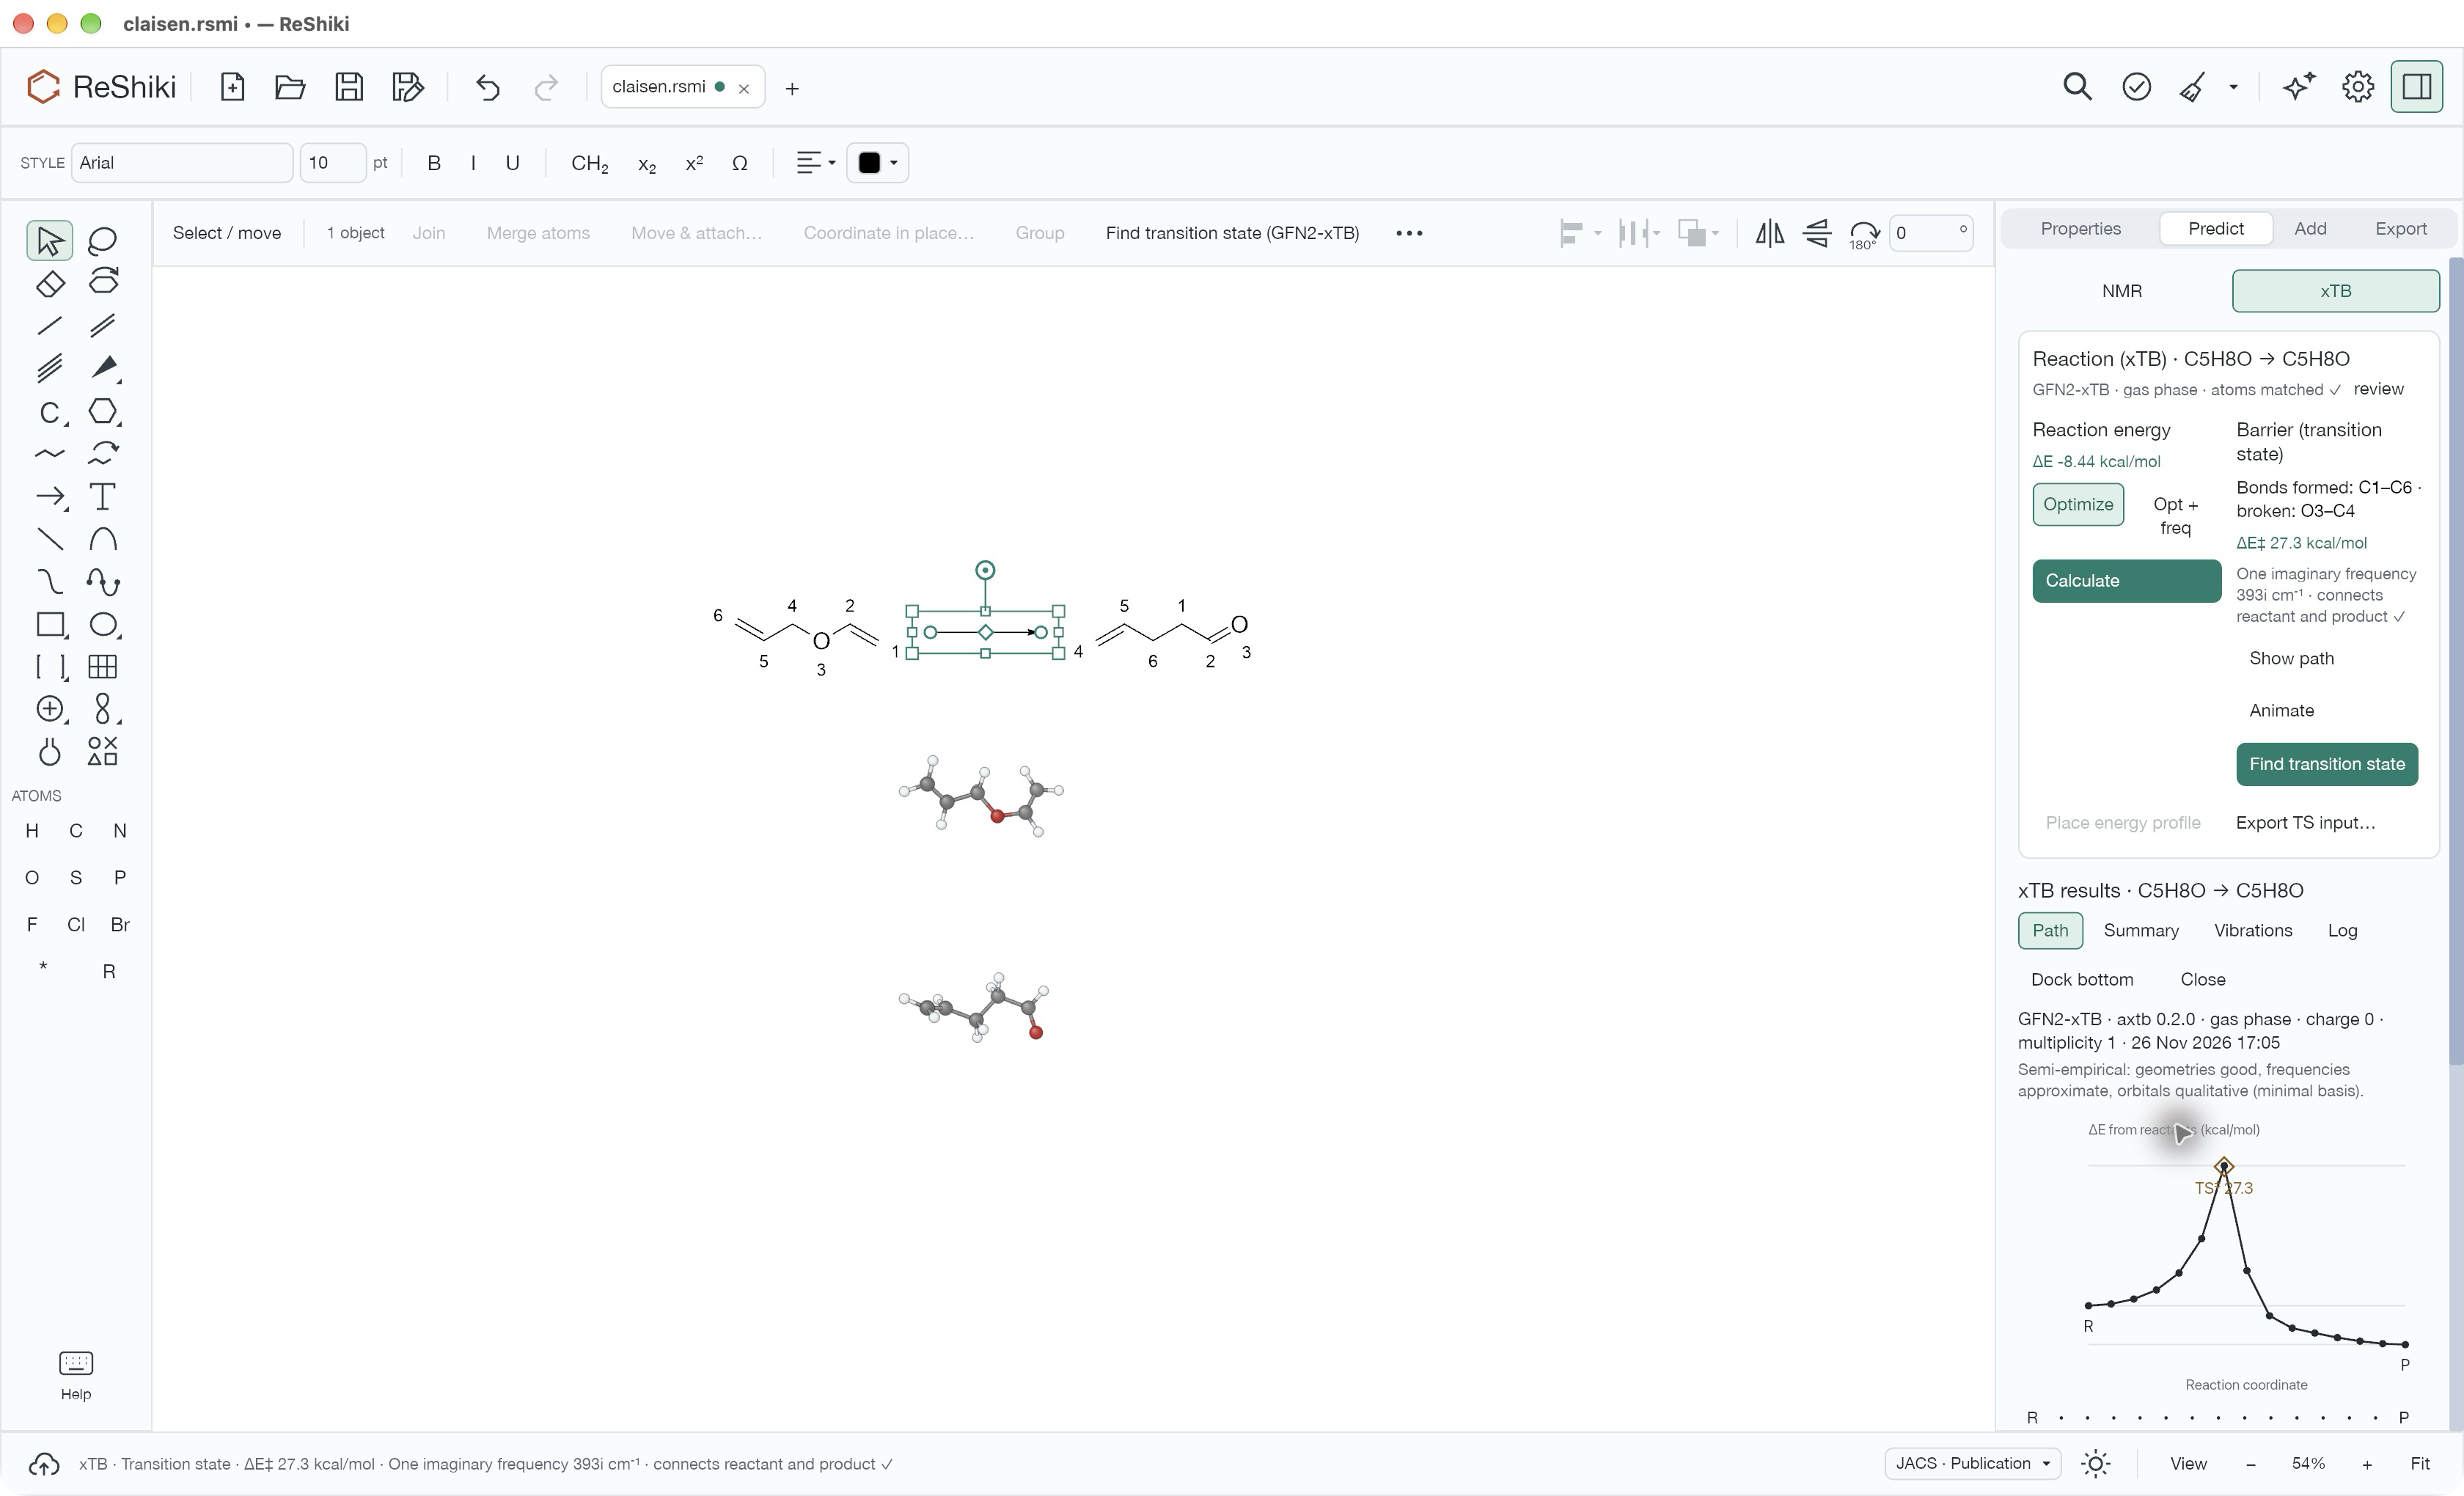 claisen.rsmi • — ReShiki
ReShiki
claisen.rsmi
STYLE Arial 10 pt B I U CH₂ x₂ x² Ω
Select / move 1 object Join Merge atoms Move & attach... Coordinate in place... Group Find transition state (GFN2-xTB) ••• 180° 0 °
Properties Predict Add Export
NMR xTB
Reaction (xTB) · C5H8O → C5H8O
GFN2-xTB · gas phase · atoms matched ✓ review
Reaction energy
ΔE -8.44 kcal/mol
Optimize
Opt +
freq
Calculate
Barrier (transition
state)
Bonds formed: C1–C6 ·
broken: O3–C4
ΔE‡ 27.3 kcal/mol
One imaginary frequency
393i cm⁻¹ · connects
reactant and product ✓
Show path
Animate
Find transition state
Place energy profile Export TS input...
xTB results · C5H8O → C5H8O
Path Summary Vibrations Log
Dock bottom Close
GFN2-xTB · axtb 0.2.0 · gas phase · charge 0 ·
multiplicity 1 · 26 Nov 2026 17:05
Semi-empirical: geometries good, frequencies
approximate, orbitals qualitative (minimal basis).
ΔE from reactants (kcal/mol)
TS‡ 27.3
R
P
Reaction coordinate
R P
C
T
ATOMS
H C N
O S P
F Cl Br
* R
Help
6 4 2 5 O 3 1
5 1 O 4 6 2 3
xTB · Transition state · ΔE‡ 27.3 kcal/mol · One imaginary frequency 393i cm⁻¹ · connects reactant and product ✓
JACS · Publication View − 54% + Fit